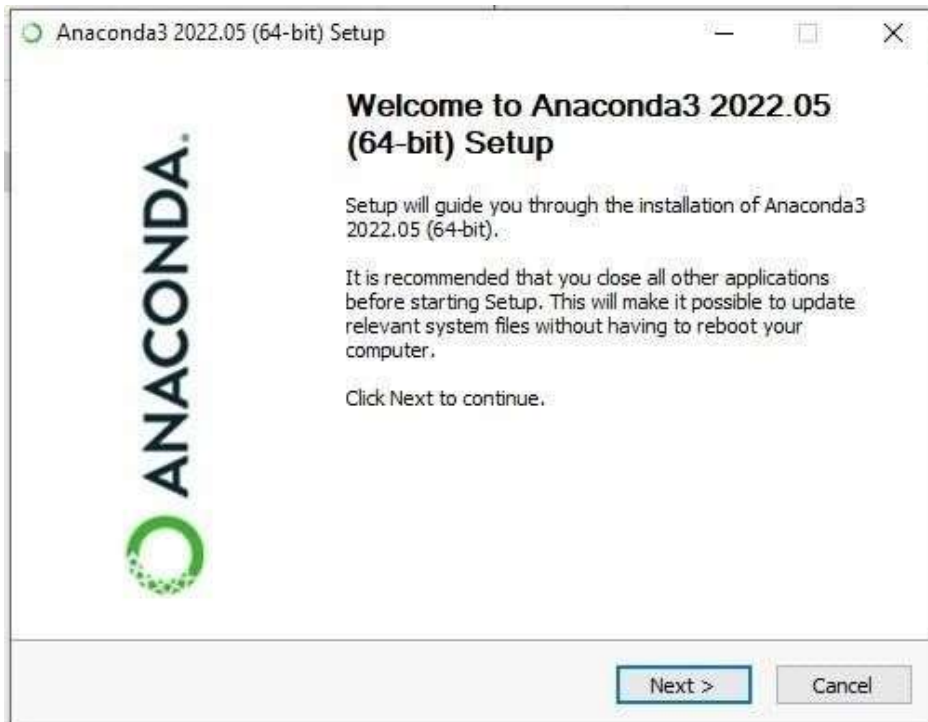 Anaconda3 2022.05 (64-bit) Setup
Welcome to Anaconda3 2022.05
(64-bit) Setup
ANACONDA.
Setup will guide you through the installation of Anaconda3
2022.05 (64-bit).
It is recommended that you close all other applications
before starting Setup. This will make it possible to update
relevant system files without having to reboot your
computer.
Click Next to continue.
Next >
Cancel